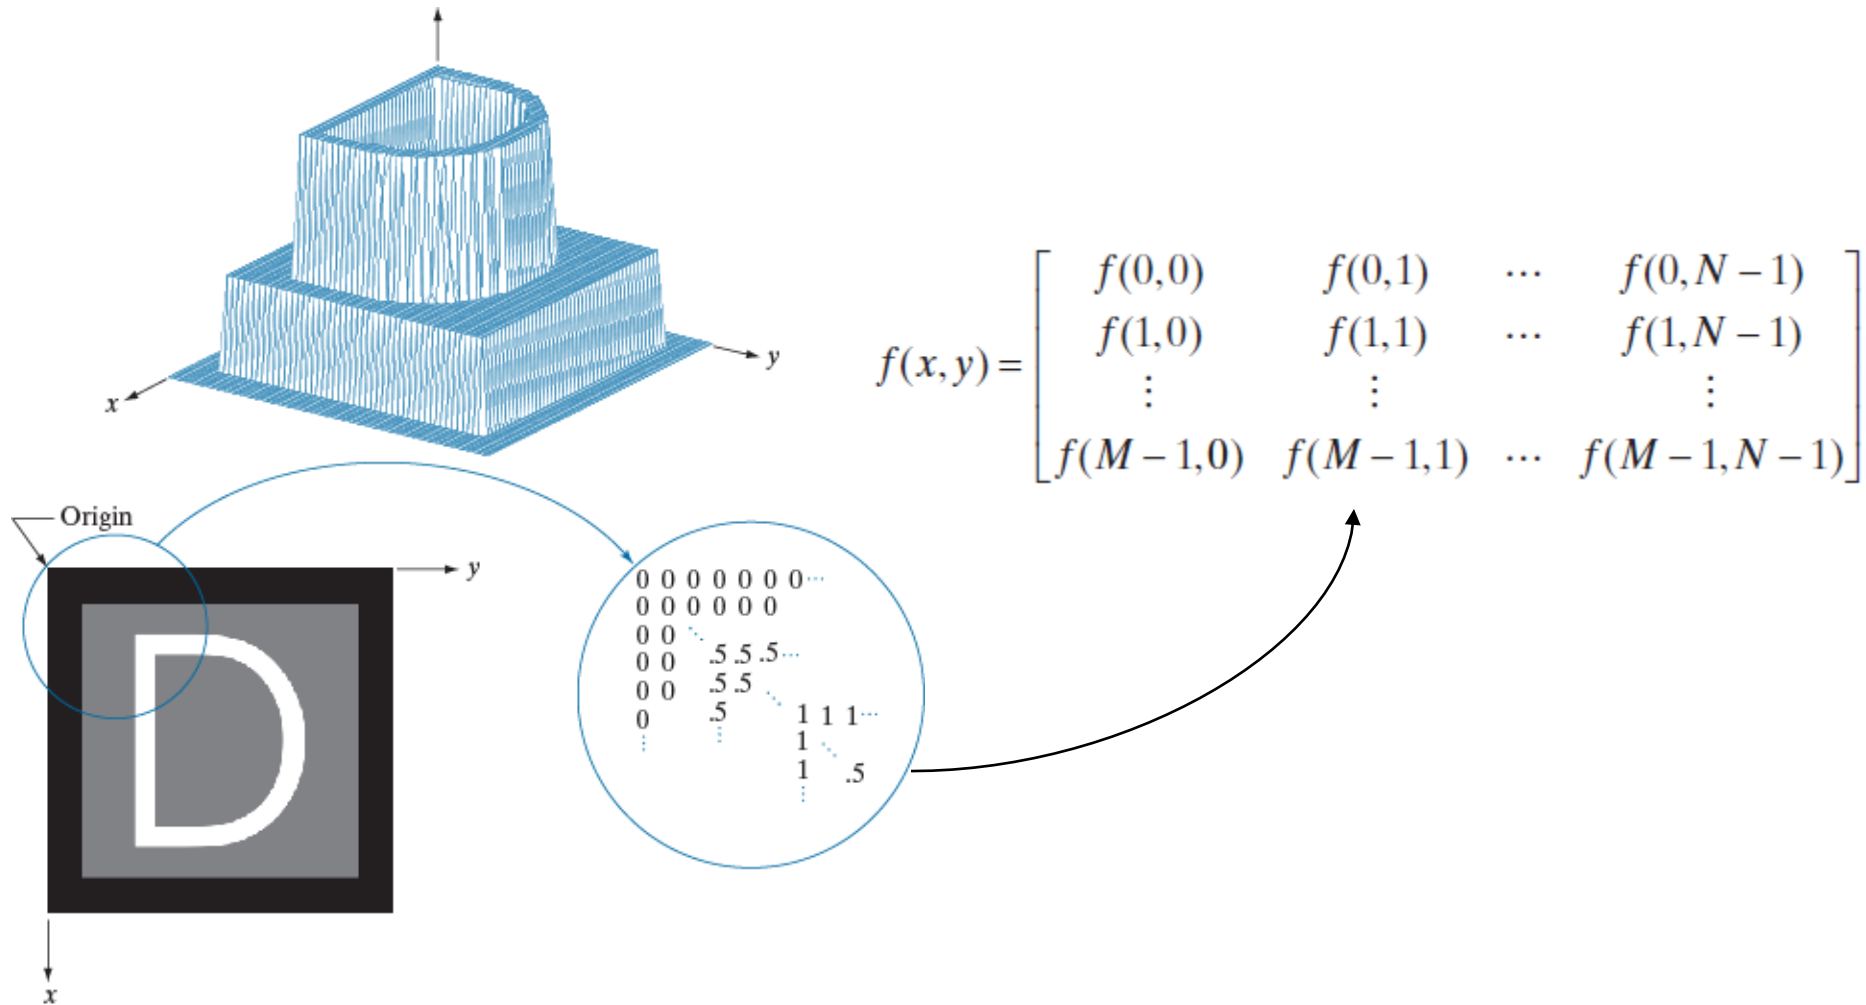 y
x
f(x, y) =
f(0,0) f(0,1) ⋯ f(0, N − 1)
f(1,0) f(1,1) ⋯ f(1, N − 1)
⋮ ⋮ ⋮
f(M − 1,0) f(M − 1,1) ⋯ f(M − 1, N − 1)
Origin
y
x
0 0 0 0 0 0 0 ⋯
0 0 0 0 0 0
0 0 ⋱
0 0 .5 .5 .5 ⋯
0 0 .5 .5 ⋱
0 .5 1 1 1 ⋯
⋮ ⋮ 1 ⋱
1 .5
⋮